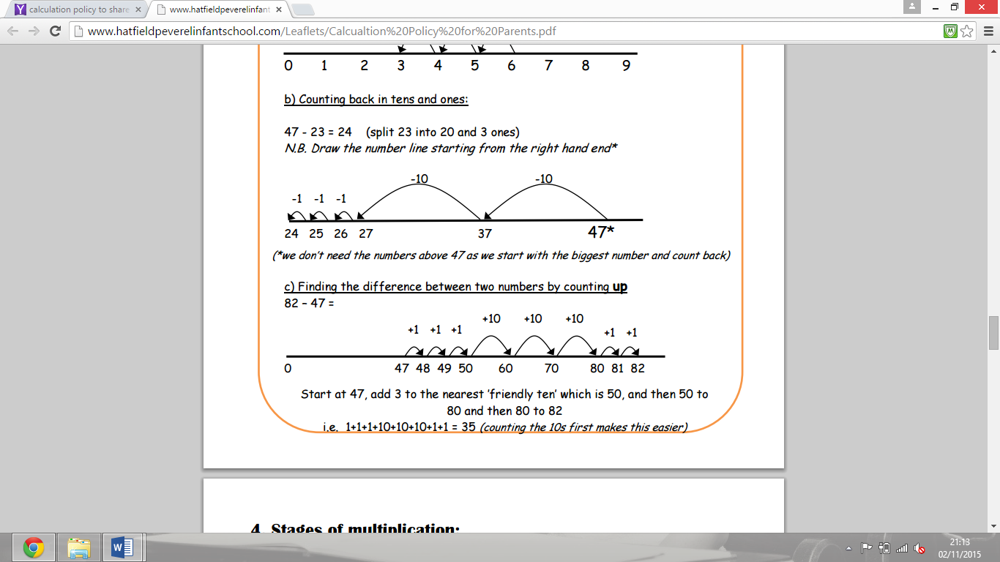 calculation policy to share
www.hatfieldpeverelinfant
www.hatfieldpeverelinfantschool.com/Leaflets/Calcualtion%20Policy%20for%20Parents.pdf
0 1 2 3 4 5 6 7 8 9
b) Counting back in tens and ones:
47 - 23 = 24 (split 23 into 20 and 3 ones)
N.B. Draw the number line starting from the right hand end*
-10 -10
-1 -1 -1
24 25 26 27 37 47*
(*we don't need the numbers above 47 as we start with the biggest number and count back)
c) Finding the difference between two numbers by counting up
82 – 47 =
+10 +10 +10
+1 +1 +1 +1 +1
0 47 48 49 50 60 70 80 81 82
Start at 47, add 3 to the nearest 'friendly ten' which is 50, and then 50 to
80 and then 80 to 82
i.e. 1+1+1+10+10+10+1+1 = 35 (counting the 10s first makes this easier)
4. Stages of multiplication:
21:13
02/11/2015